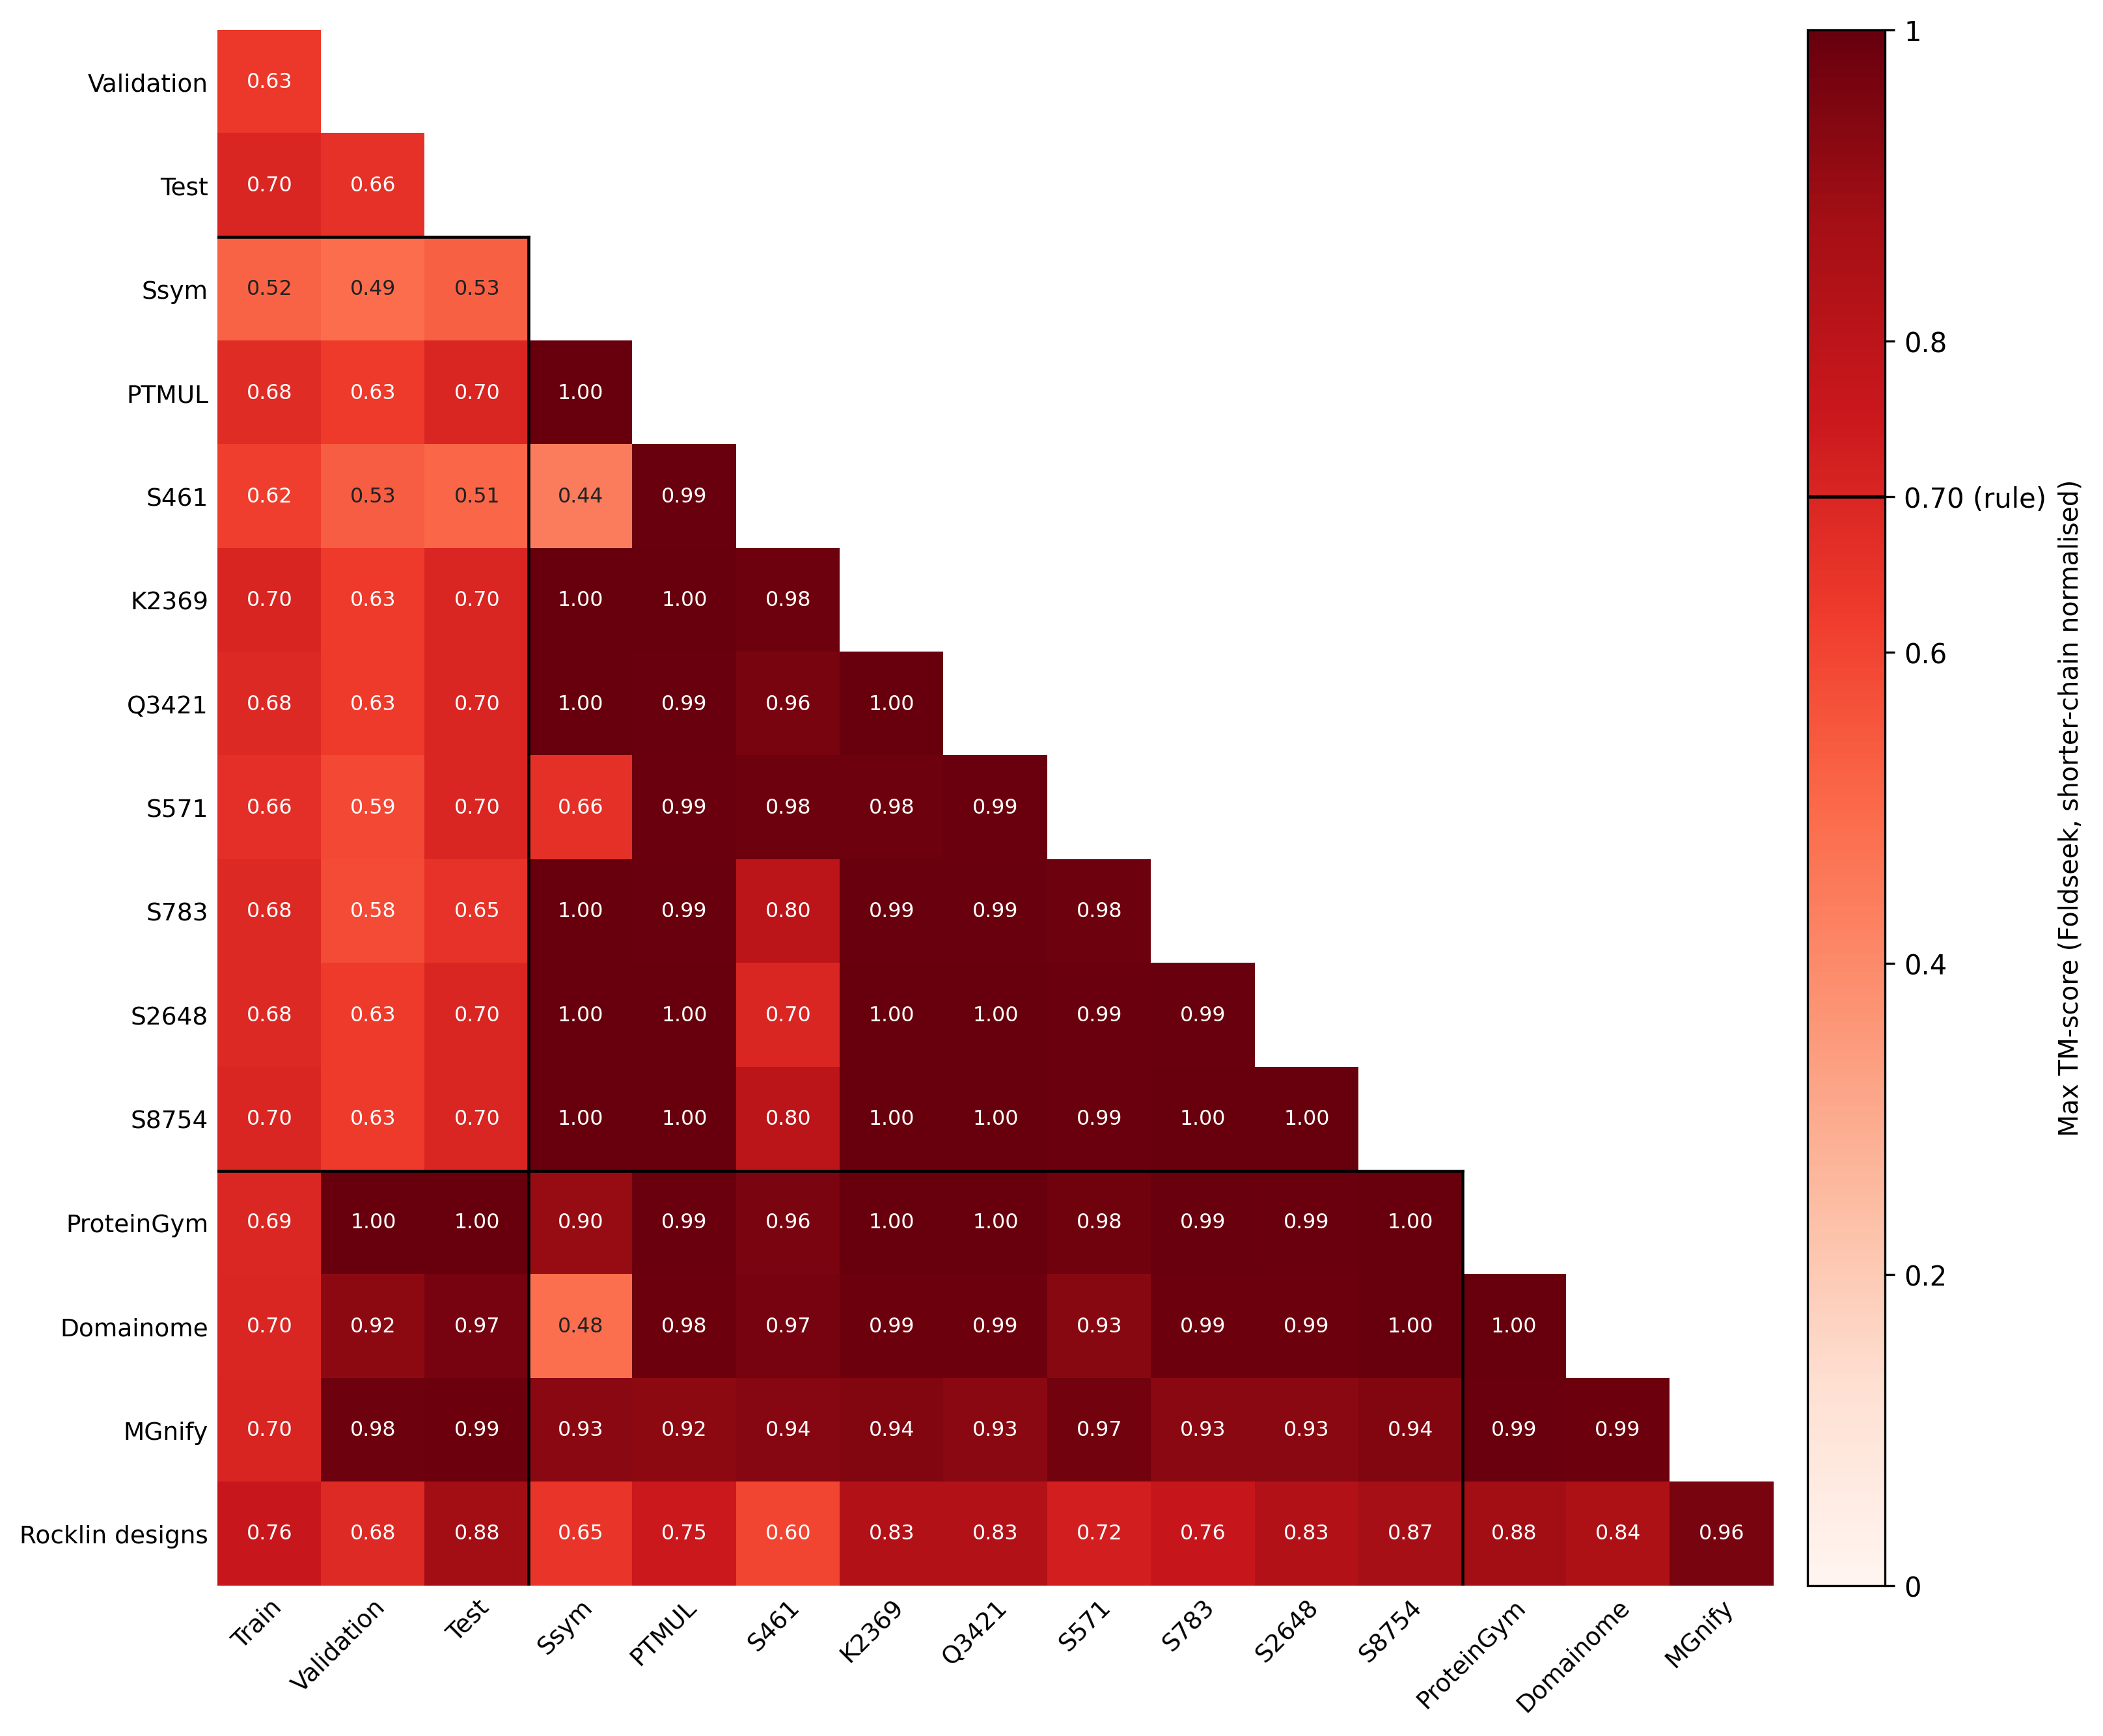 Validation 0.63
Test 0.70 0.66
Ssym 0.52 0.49 0.53
PTMUL 0.68 0.63 0.70 1.00
S461 0.62 0.53 0.51 0.44 0.99
K2369 0.70 0.63 0.70 1.00 1.00 0.98
Q3421 0.68 0.63 0.70 1.00 0.99 0.96 1.00
S571 0.66 0.59 0.70 0.66 0.99 0.98 0.98 0.99
S783 0.68 0.58 0.65 1.00 0.99 0.80 0.99 0.99 0.98
S2648 0.68 0.63 0.70 1.00 1.00 0.70 1.00 1.00 0.99 0.99
S8754 0.70 0.63 0.70 1.00 1.00 0.80 1.00 1.00 0.99 1.00 1.00
ProteinGym 0.69 1.00 1.00 0.90 0.99 0.96 1.00 1.00 0.98 0.99 0.99 1.00
Domainome 0.70 0.92 0.97 0.48 0.98 0.97 0.99 0.99 0.93 0.99 0.99 1.00 1.00
MGnify 0.70 0.98 0.99 0.93 0.92 0.94 0.94 0.93 0.97 0.93 0.93 0.94 0.99 0.99
Rocklin designs 0.76 0.68 0.88 0.65 0.75 0.60 0.83 0.83 0.72 0.76 0.83 0.87 0.88 0.84 0.96
Train Validation Test Ssym PTMUL S461 K2369 Q3421 S571 S783 S2648 S8754 ProteinGym Domainome MGnify
1
0.8
0.70 (rule)
0.6
0.4
0.2
0
Max TM-score (Foldseek, shorter-chain normalised)